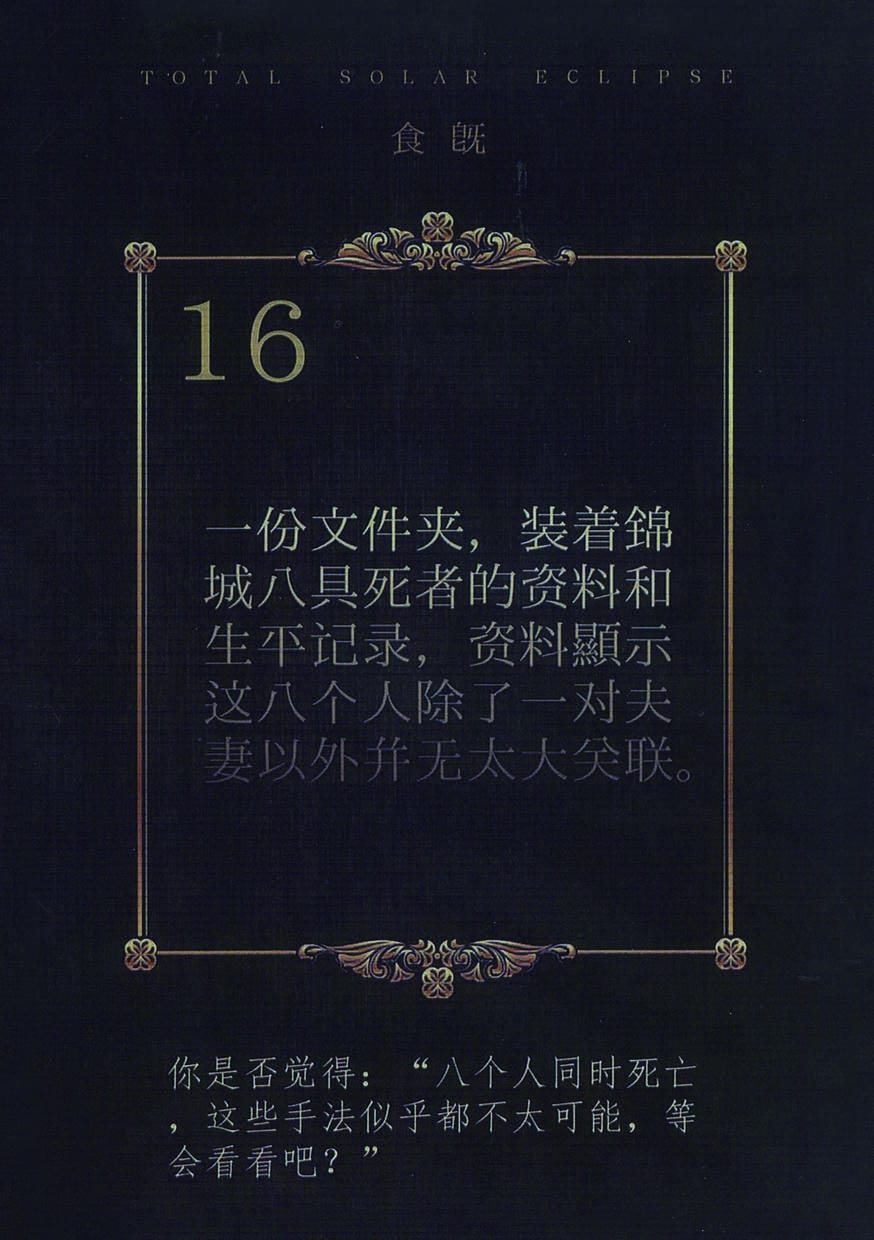 TOTAL SOLAR ECLIPSE
食既
16
一份文件夹，装着錦
城八具死者的资料和
生平记录，资料顯示
这八个人除了一对夫
妻以外并无太大关联。
你是否觉得：“八个人同时死亡
，这些手法似乎都不太可能，等
会看看吧？”